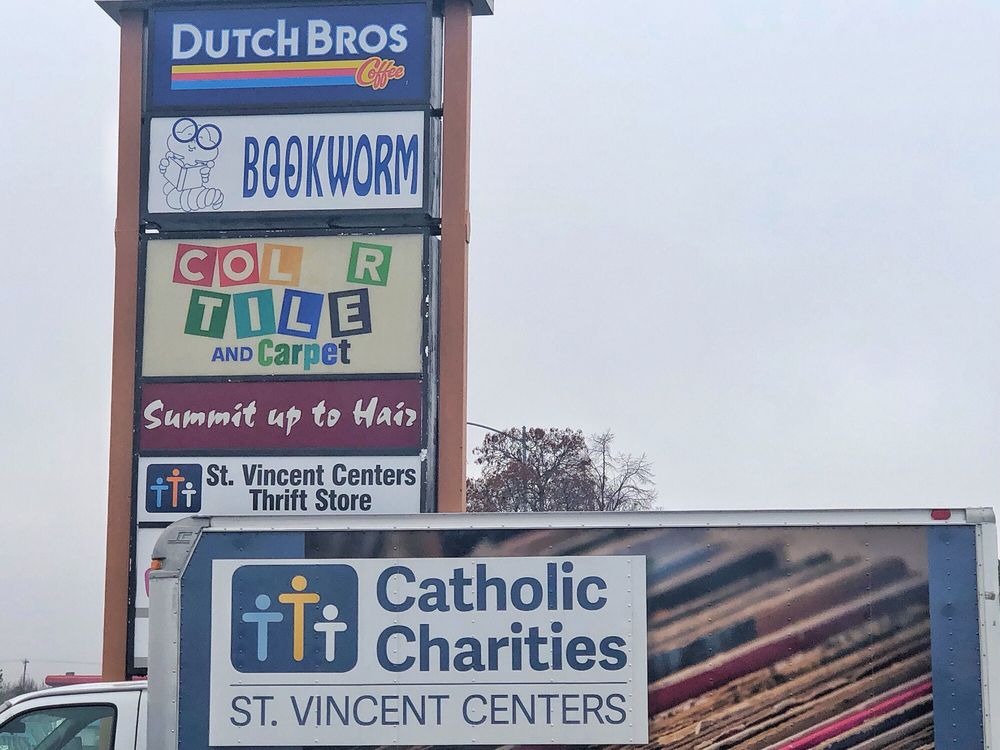 DUTCH BROS
Coffee
BOOKWORM
COL R
TILE
AND Carpet
Summit up to Hair
St. Vincent Centers
Thrift Store
Catholic
Charities
ST. VINCENT CENTERS